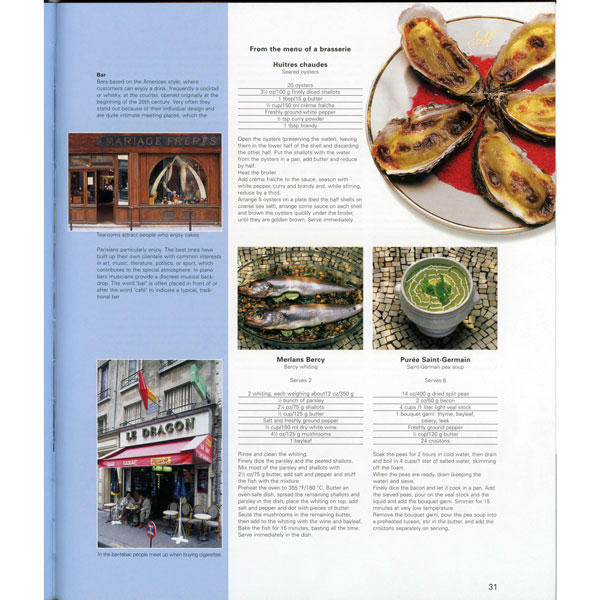 Bar
Bars based on the American style, where
customers can enjoy a drink, frequently a cocktail
or whisky, at the counter, opened originally at the
beginning of the 20th century. Very often they
stand out because of their individual design and
are quite intimate meeting places, which the
MARIAGE FRERES
Tearooms attract people who enjoy cakes
Parisians particularly enjoy. The best ones have
built up their own clientele with common interests
in art, music, literature, politics, or sport, which
contributes to the special atmosphere. In piano
bars musicians provide a discreet musical back-
drop. The word 'bar' is often placed in front of or
after the word 'café' to indicate a typical, tradi-
tional bar
LE DRAGON
In the bar-tabac people meet up when buying cigarettes
From the menu of a brasserie
Huîtres chaudes
Seared oysters
20 oysters
3½ oz/100 g finely diced shallots
1 tbsp/15 g butter
⅔ cup/150 ml crème fraîche
Freshly ground white pepper
½ tsp curry powder
1 tbsp brandy
Open the oysters (preserving the water), leaving
them in the lower half of the shell and discarding
the other half. Put the shallots with the water
from the oysters in a pan, add butter and reduce
by half.
Heat the broiler.
Add crème fraîche to the sauce, season with
white pepper, curry and brandy and, while stirring,
reduce by a third.
Arrange 5 oysters on a plate (bed the half shells on
coarse sea salt), arrange some sauce on each shell
and brown the oysters quickly under the broiler,
until they are golden brown. Serve immediately.
Merlans Bercy
Bercy whiting
Serves 2
2 whiting, each weighing about12 oz/350 g
½ bunch of parsley
2½ oz/75 g shallots
½ cup/125 g butter
Salt and freshly ground pepper
⅔ cup/150 ml dry white wine
4½ oz/125 g mushrooms
1 bayleaf
Rinse and clean the whiting.
Finely dice the parsley and the peeled shallots.
Mix most of the parsley and shallots with
2½ oz/75 g butter, add salt and pepper and stuff
the fish with the mixture.
Preheat the oven to 355 °F/180 °C. Butter an
oven-safe dish, spread the remaining shallots and
parsley in the dish, place the whiting on top, add
salt and pepper and dot with pieces of butter.
Sauté the mushrooms in the remaining butter,
then add to the whiting with the wine and bayleaf.
Bake the fish for 15 minutes, basting all the time.
Serve immediately in the dish.
Purée Saint-Germain
Saint-German pea soup
Serves 6
14 oz/400 g dried split peas
2 oz/50 g bacon
4 cups /1 liter light veal stock
1 bouquet garni: thyme, bayleaf,
celery, leek
Freshly ground pepper
½ cup/120 g butter
24 croûtons
Soak the peas for 2 hours in cold water, then drain
and boil in 4 cups/1 liter of salted water, skimming
off the foam.
When the peas are ready, drain (keeping the
water) and sieve.
Finely dice the bacon and let it cook in a pan. Add
the sieved peas, pour on the veal stock and the
liquid and add the bouquet garni. Simmer for 15
minutes at very low temperature.
Remove the bouquet garni, pour the pea soup into
a preheated tureen, stir in the butter, and add the
croûtons separately on serving.
31